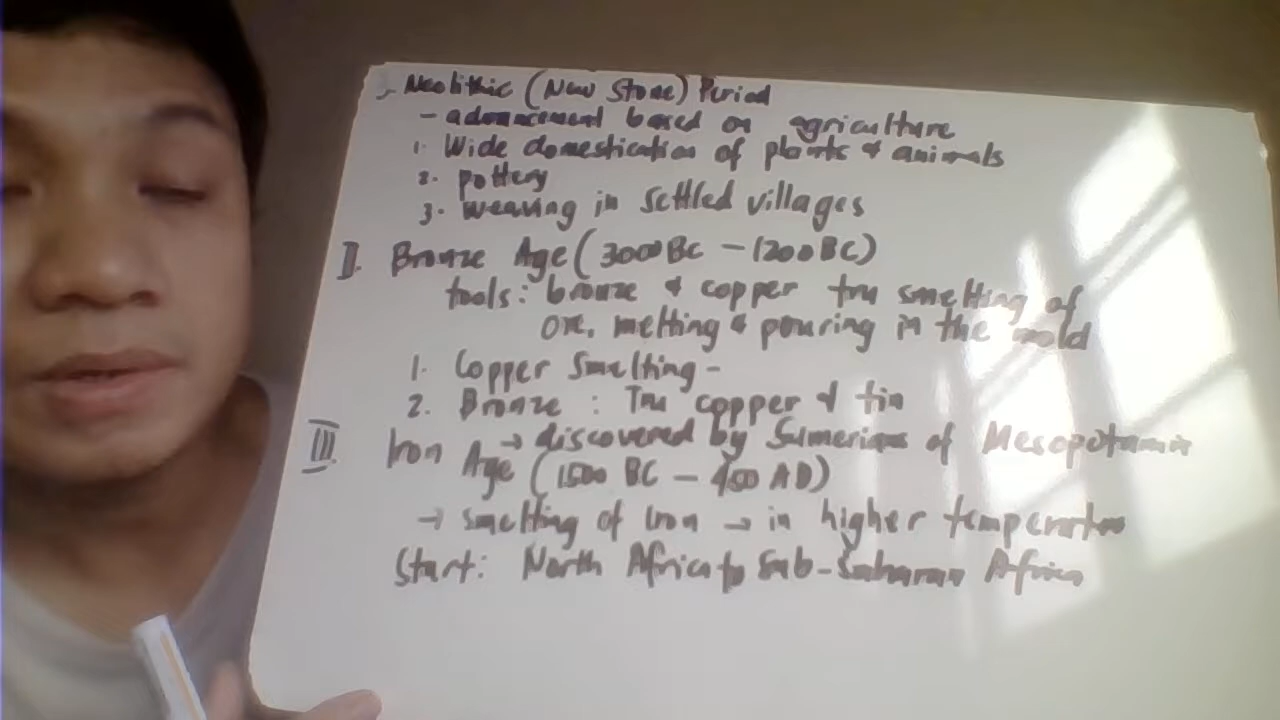 Neolithic (New Stone) Period
- advancement based on agriculture
1. Wide domestication of plants & animals
2. pottery
3. weaving in settled villages
II. Bronze Age (3000 BC - 1200 BC)
tools: bronze & copper tru smelting of
ore, melting & pouring in the mold
1. Copper Smelting -
2. Bronze : Tru copper & tin
III. Iron → discovered by Sumerians of Mesopotamia
Age (1500 BC - 450 AD)
→ smelting of Iron → in higher temperature
Start: North Africa to Sub-Saharan Africa